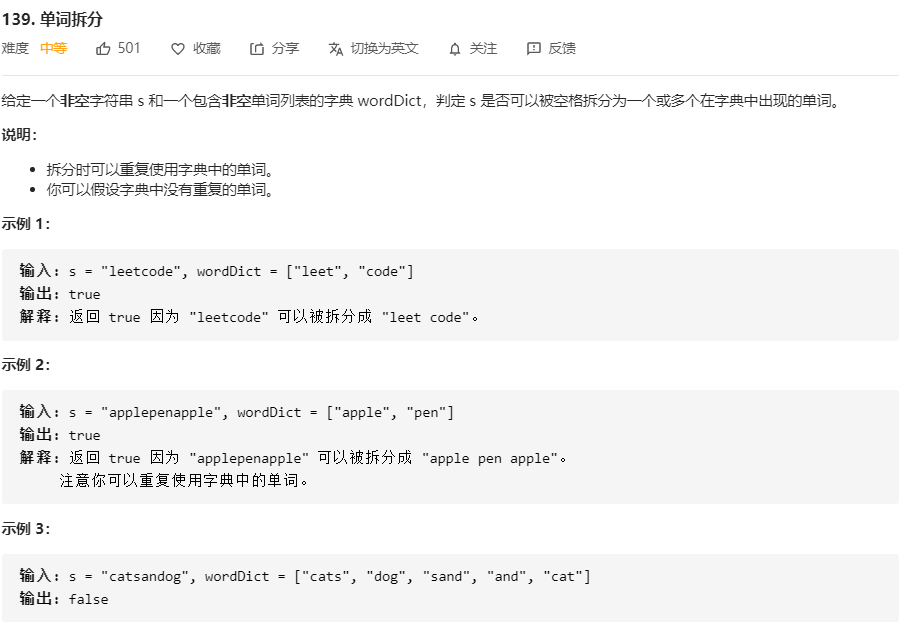 139. 单词拆分
难度 中等 501 收藏 分享 切换为英文 关注 反馈
给定一个非空字符串 s 和一个包含非空单词列表的字典 wordDict，判定 s 是否可以被空格拆分为一个或多个在字典中出现的单词。
说明：
拆分时可以重复使用字典中的单词。
你可以假设字典中没有重复的单词。
示例 1：
输入: s = "leetcode", wordDict = ["leet", "code"]
输出: true
解释: 返回 true 因为 "leetcode" 可以被拆分成 "leet code"。
示例 2：
输入: s = "applepenapple", wordDict = ["apple", "pen"]
输出: true
解释: 返回 true 因为 "applepenapple" 可以被拆分成 "apple pen apple"。
注意你可以重复使用字典中的单词。
示例 3：
输入: s = "catsandog", wordDict = ["cats", "dog", "sand", "and", "cat"]
输出: false